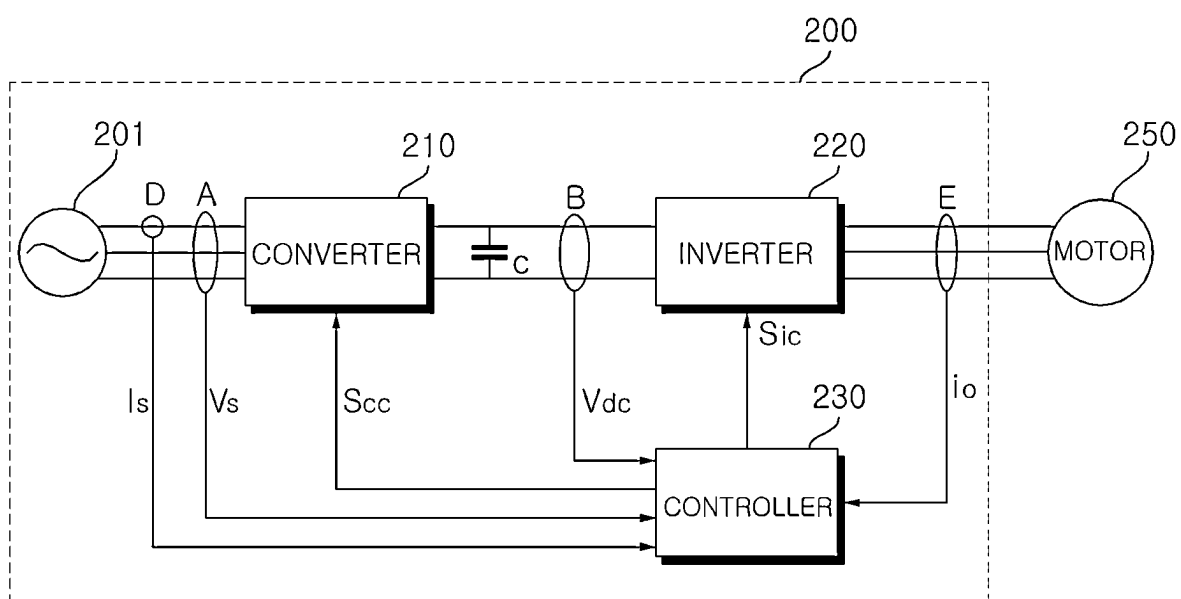 200
201
210
220
250
D
A
B
E
CONVERTER
C
INVERTER
MOTOR
Sic
Is
Vs
Scc
Vdc
230
io
CONTROLLER